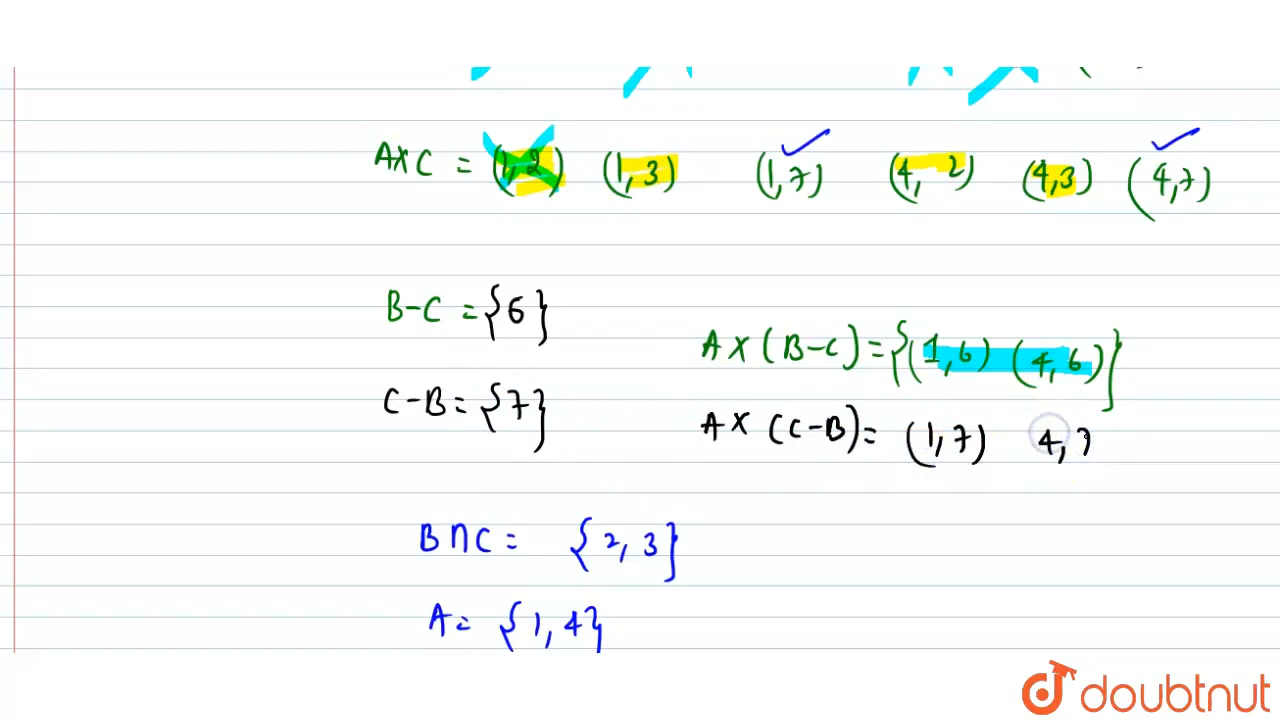 A×C = (1,2) (1,3) (1,7) (4, 2) (4,3) (4,7)
B-C = {6}
A×(B-C) = {(1,6) (4,6)}
C-B = {7}
A× (C-B) = (1,7) 4,
B∩C = {2, 3}
A = {1, 4}
doubtnut